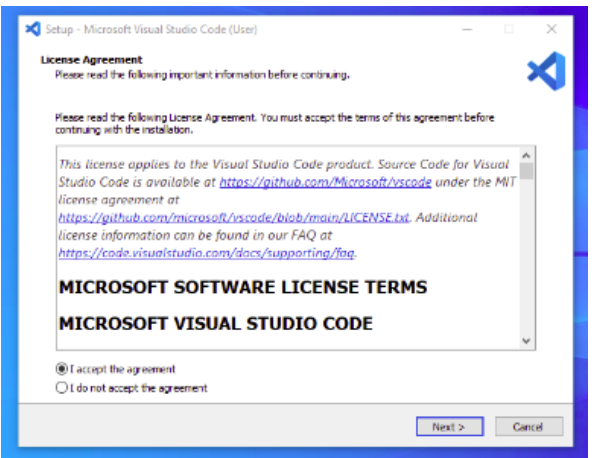 Setup - Microsoft Visual Studio Code (User)
License Agreement
Please read the following important information before continuing.
Please read the following License Agreement. You must accept the terms of this agreement before
continuing with the installation.
This license applies to the Visual Studio Code product. Source Code for Visual
Studio Code is available at https://github.com/Microsoft/vscode under the MIT
license agreement at
https://github.com/microsoft/vscode/blob/main/LICENSE.txt. Additional
license information can be found in our FAQ at
https://code.visualstudio.com/docs/supporting/faq.
MICROSOFT SOFTWARE LICENSE TERMS
MICROSOFT VISUAL STUDIO CODE
I accept the agreement
I do not accept the agreement
Next >
Cancel